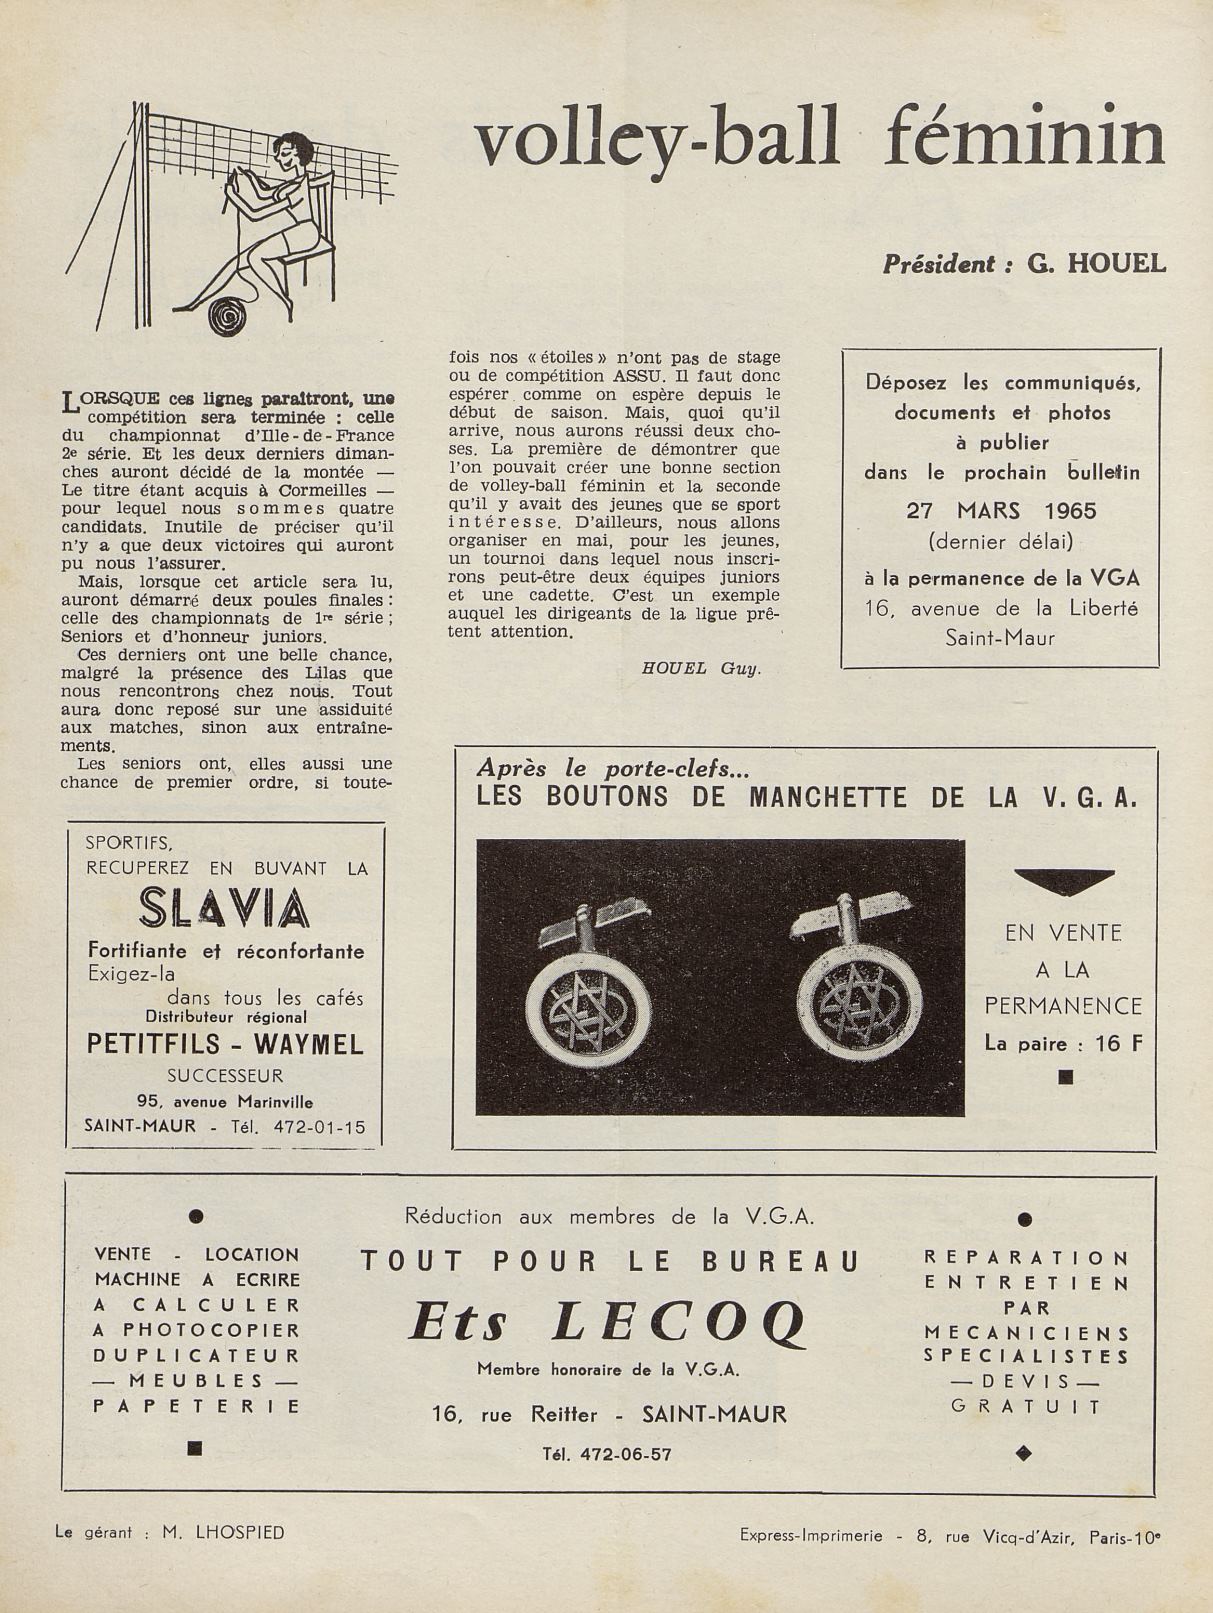 volley-ball féminin
Président : G. HOUEL
LORSQUE ces lignes paraîtront, une
compétition sera terminée : celle
du championnat d'Ille-de-France
2e série. Et les deux derniers diman-
ches auront décidé de la montée —
Le titre étant acquis à Cormeilles —
pour lequel nous sommes quatre
candidats. Inutile de préciser qu'il
n'y a que deux victoires qui auront
pu nous l'assurer.
Mais, lorsque cet article sera lu,
auront démarré deux poules finales :
celle des championnats de 1re série ;
Seniors et d'honneur juniors.
Ces derniers ont une belle chance,
malgré la présence des Lilas que
nous rencontrons chez nous. Tout
aura donc reposé sur une assiduité
aux matches, sinon aux entraîne-
ments.
Les seniors ont, elles aussi une
chance de premier ordre, si toute-
fois nos « étoiles » n'ont pas de stage
ou de compétition ASSU. Il faut donc
espérer comme on espère depuis le
début de saison. Mais, quoi qu'il
arrive, nous aurons réussi deux cho-
ses. La première de démontrer que
l'on pouvait créer une bonne section
de volley-ball féminin et la seconde
qu'il y avait des jeunes que se sport
intéresse. D'ailleurs, nous allons
organiser en mai, pour les jeunes,
un tournoi dans lequel nous inscri-
rons peut-être deux équipes juniors
et une cadette. C'est un exemple
auquel les dirigeants de la ligue prê-
tent attention.
HOUEL Guy.
Déposez les communiqués,
documents et photos
à publier
dans le prochain bulletin
27 MARS 1965
(dernier délai)
à la permanence de la VGA
16, avenue de la Liberté
Saint-Maur
Après le porte-clefs...
LES BOUTONS DE MANCHETTE DE LA V. G. A.
EN VENTE
A LA
PERMANENCE
La paire : 16 F
SPORTIFS,
RECUPEREZ EN BUVANT LA
SLAVIA
Fortifiante et réconfortante
Exigez-la
dans tous les cafés
Distributeur régional
PETITFILS - WAYMEL
SUCCESSEUR
95, avenue Marinville
SAINT-MAUR - Tél. 472-01-15
VENTE - LOCATION
MACHINE A ECRIRE
A CALCULER
A PHOTOCOPIER
DUPLICATEUR
— MEUBLES —
PAPETERIE
Réduction aux membres de la V.G.A.
TOUT POUR LE BUREAU
Ets LECOQ
Membre honoraire de la V.G.A.
16, rue Reitter - SAINT-MAUR
Tél. 472-06-57
REPARATION
ENTRETIEN
PAR
MECANICIENS
SPECIALISTES
— DEVIS —
GRATUIT
Le gérant : M. LHOSPIED
Express-Imprimerie - 8, rue Vicq-d'Azir, Paris-10e